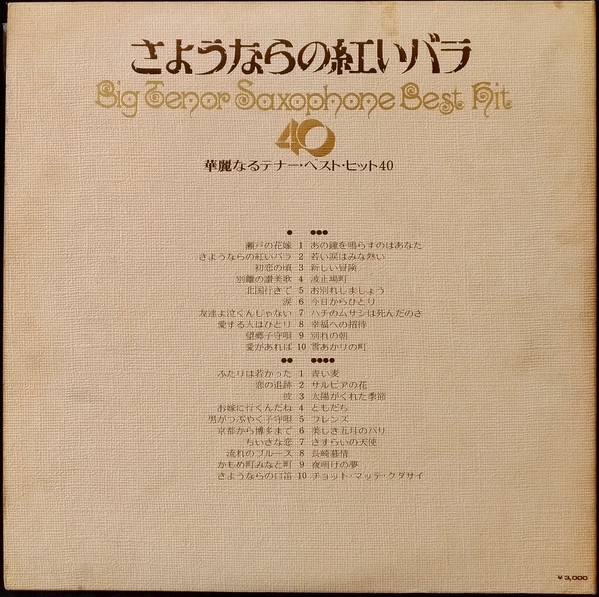 さようならの紅いバラ
Big Tenor Saxophone Best Hit
40
華麗なるテナー・ベスト・ヒット40
● ●●●
瀬戸の花嫁 1 あの鐘を鳴らすのはあなた
さようならの紅いバラ 2 若い涙はみな熱い
初恋の頃 3 新しい冒険
別離の讃美歌 4 波止場町
北国行きで 5 お別れしましょう
涙 6 今日からひとり
友達よ泣くんじゃない 7 ハチのムサシは死んだのさ
愛する人はひとり 8 幸福への招待
望郷子守唄 9 別れの朝
愛があれば 10 雪あかりの町
●● ●●●●
ふたりは若かった 1 青い麦
恋の追跡 2 サルビアの花
彼 3 太陽がくれた季節
お嫁に行くんだね 4 ともだち
男がつぶやく子守唄 5 フレンズ
京都から博多まで 6 美しき五月のパリ
ちいさな恋 7 さすらいの天使
流れのブルース 8 長崎慕情
かもめ町みなと町 9 夜明けの夢
さようならの口笛 10 チョット・マッテ・クダサイ
¥3,000